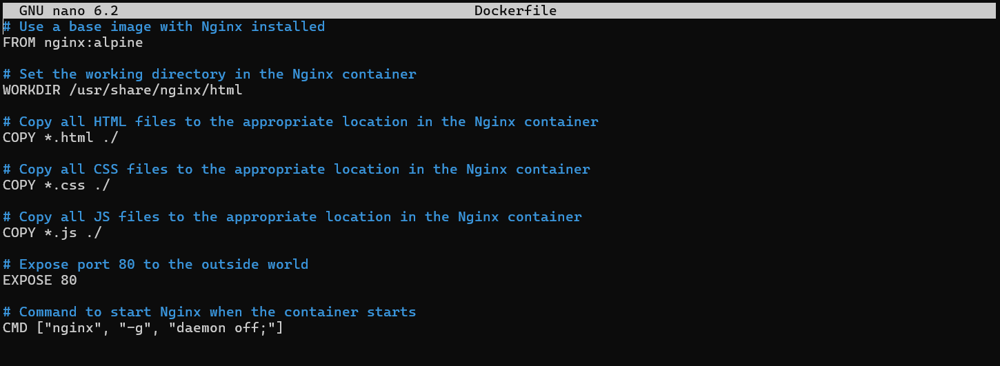 GNU nano 6.2 Dockerfile
# Use a base image with Nginx installed
FROM nginx:alpine
# Set the working directory in the Nginx container
WORKDIR /usr/share/nginx/html
# Copy all HTML files to the appropriate location in the Nginx container
COPY *.html ./
# Copy all CSS files to the appropriate location in the Nginx container
COPY *.css ./
# Copy all JS files to the appropriate location in the Nginx container
COPY *.js ./
# Expose port 80 to the outside world
EXPOSE 80
# Command to start Nginx when the container starts
CMD ["nginx", "-g", "daemon off;"]